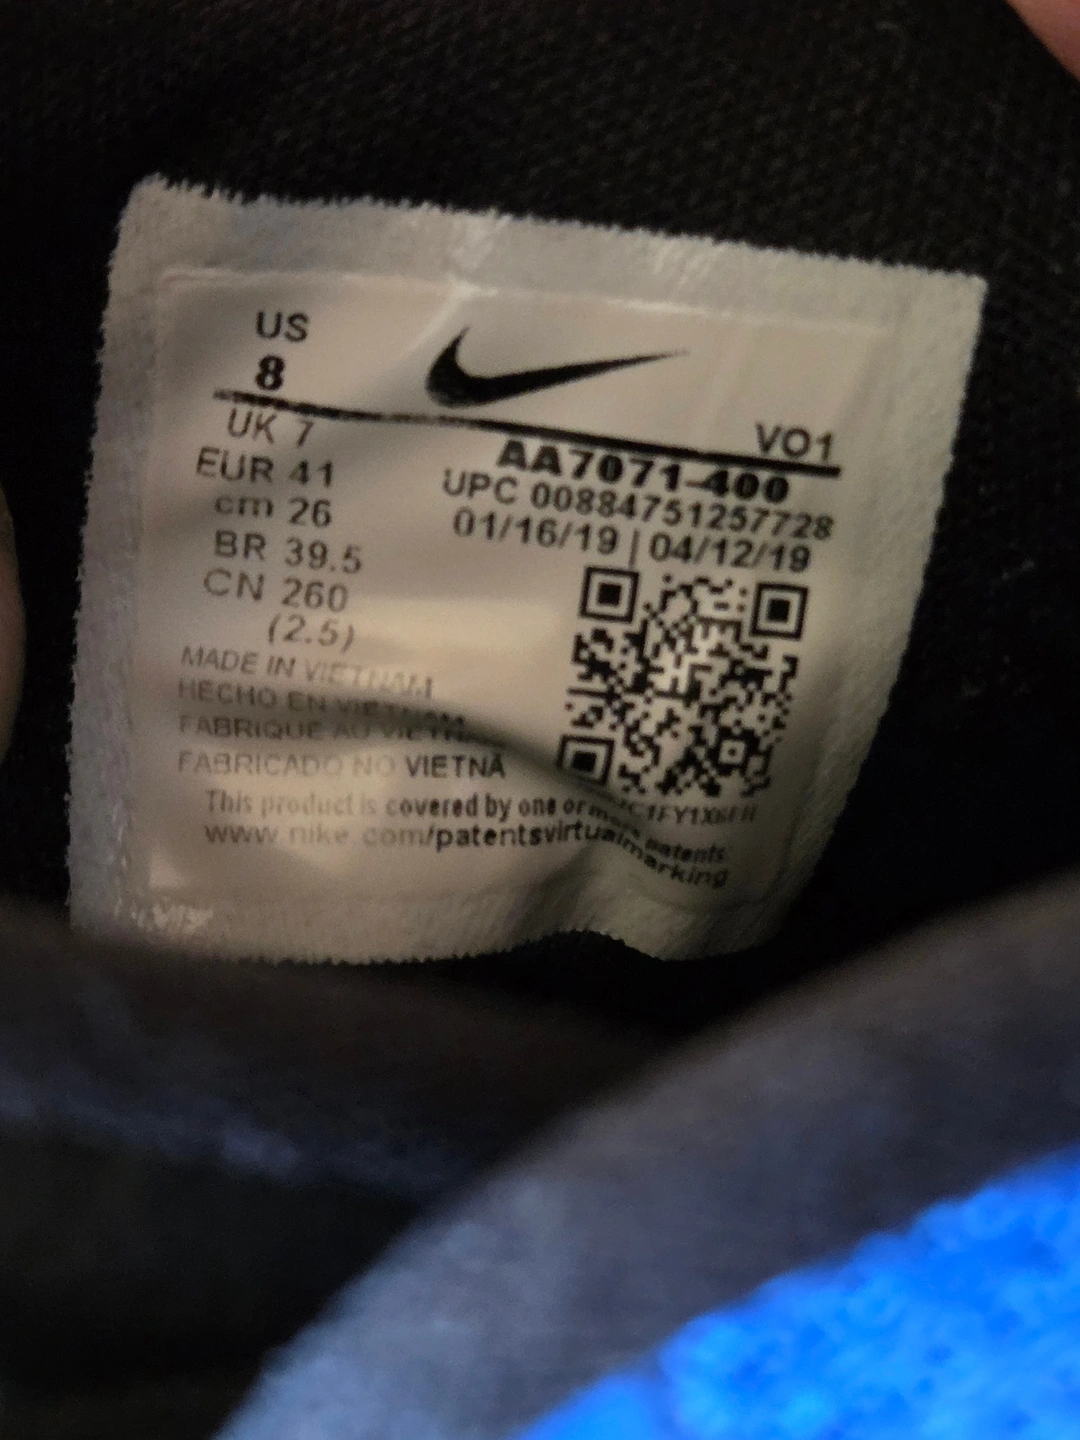 US
8
UK 7
EUR 41
cm 26
BR 39.5
CN 260
(2.5)
VO1
AA7071-400
UPC 00884751257728
01/16/19 | 04/12/19
MADE IN VIETNAM
HECHO EN VIETNAM
FABRIQUE AU VIETNAM
FABRICADO NO VIETNÃ
This product is covered by one or more patents
www.nike.com/patentsvirtualmarking